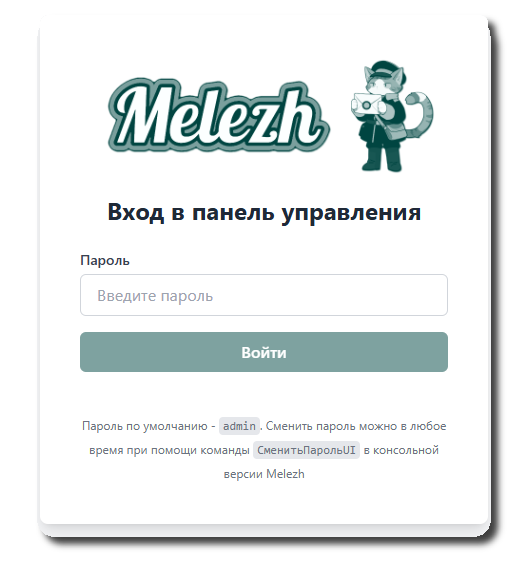 Melezh
Вход в панель управления
Пароль
Введите пароль
Войти
Пароль по умолчанию - admin. Сменить пароль можно в любое
время при помощи команды СменитьПарольUI в консольной
версии Melezh